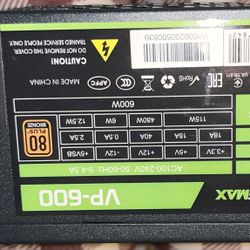 VP-600
AC100-240V 50-60Hz 9-4.5A
+3.3V +5V +12V -12V +5VSB
18A 18A 40A 0.5A 2.5A
115W 480W 6W 12.5W
600W
80
PLUS
BRONZE
MADE IN CHINA
APFC
CAUTION!
DO NOT REMOVE THIS COVER.
TRAINED SERVICE PEOPLE ONLY.